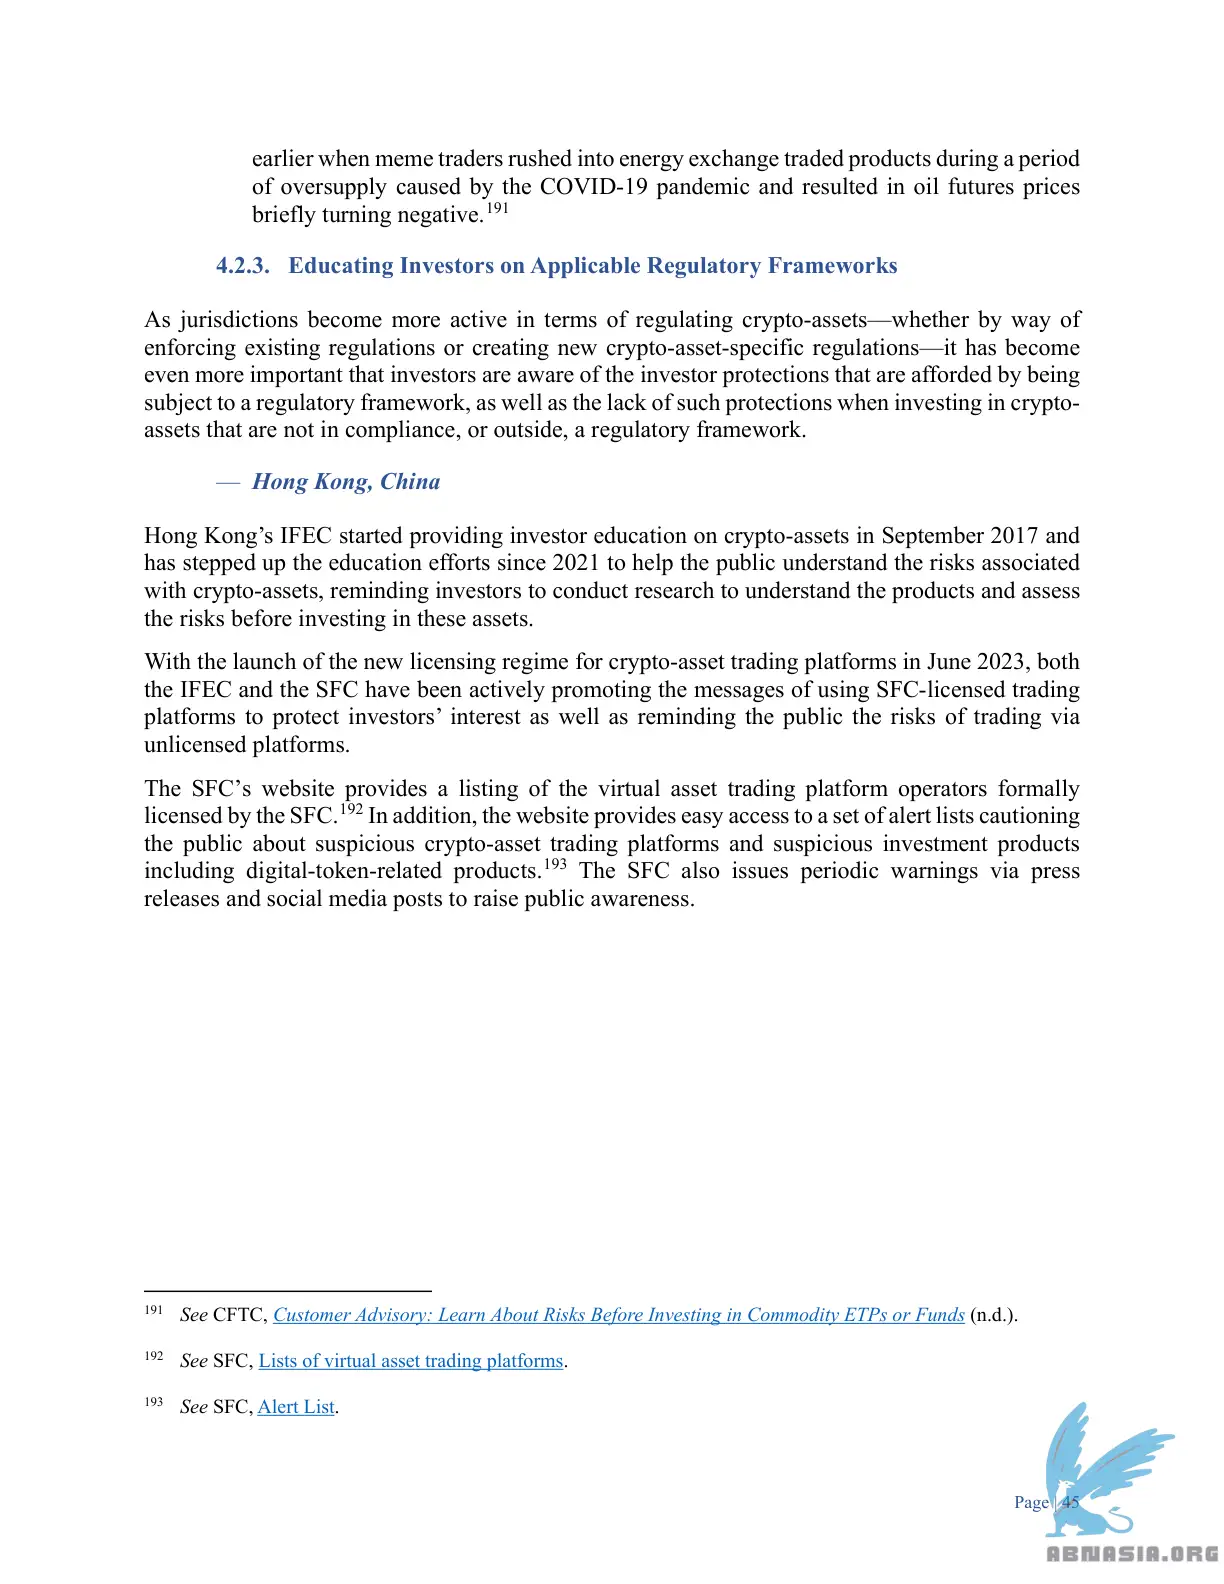 earlier when meme traders rushed into energy exchange traded products during a period
of oversupply caused by the COVID-19 pandemic and resulted in oil futures prices
briefly turning negative.191
4.2.3. Educating Investors on Applicable Regulatory Frameworks
As jurisdictions become more active in terms of regulating crypto-assets—whether by way of
enforcing existing regulations or creating new crypto-asset-specific regulations—it has become
even more important that investors are aware of the investor protections that are afforded by being
subject to a regulatory framework, as well as the lack of such protections when investing in crypto-
assets that are not in compliance, or outside, a regulatory framework.
— Hong Kong, China
Hong Kong’s IFEC started providing investor education on crypto-assets in September 2017 and
has stepped up the education efforts since 2021 to help the public understand the risks associated
with crypto-assets, reminding investors to conduct research to understand the products and assess
the risks before investing in these assets.
With the launch of the new licensing regime for crypto-asset trading platforms in June 2023, both
the IFEC and the SFC have been actively promoting the messages of using SFC-licensed trading
platforms to protect investors’ interest as well as reminding the public the risks of trading via
unlicensed platforms.
The SFC’s website provides a listing of the virtual asset trading platform operators formally
licensed by the SFC.192 In addition, the website provides easy access to a set of alert lists cautioning
the public about suspicious crypto-asset trading platforms and suspicious investment products
including digital-token-related products.193 The SFC also issues periodic warnings via press
releases and social media posts to raise public awareness.
191 See CFTC, Customer Advisory: Learn About Risks Before Investing in Commodity ETPs or Funds (n.d.).
192 See SFC, Lists of virtual asset trading platforms.
193 See SFC, Alert List.
Page | 45
ABNASIA.ORG